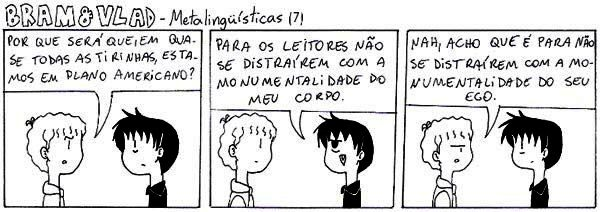 BRAM & VLAD - Metalingüísticas (7)
POR QUE SERÁ QUE, EM QUA-
SE TODAS AS TIRINHAS, ESTA-
MOS EM PLANO AMERICANO?
PARA OS LEITORES NÃO
SE DISTRAÍREM COM A
MONUMENTALIDADE DO
MEU CORPO.
NAH, ACHO QUE É PARA NÃO
SE DISTRAÍREM COM A MO-
NUMENTALIDADE DO SEU
EGO.